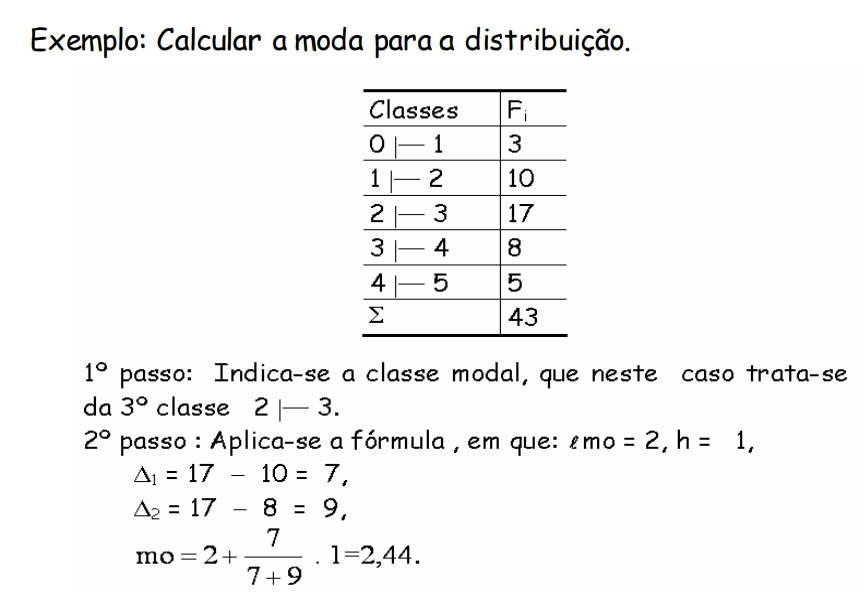 Exemplo: Calcular a moda para a distribuição.
Classes Fi
0 |— 1 3
1 |— 2 10
2 |— 3 17
3 |— 4 8
4 |— 5 5
Σ 43
1º passo: Indica-se a classe modal, que neste caso trata-se
da 3º classe 2 |— 3.
2º passo : Aplica-se a fórmula , em que: ℓmo = 2, h = 1,
Δ1 = 17 – 10 = 7,
Δ2 = 17 – 8 = 9,
mo = 2 + 7/(7 + 9) . 1=2,44.